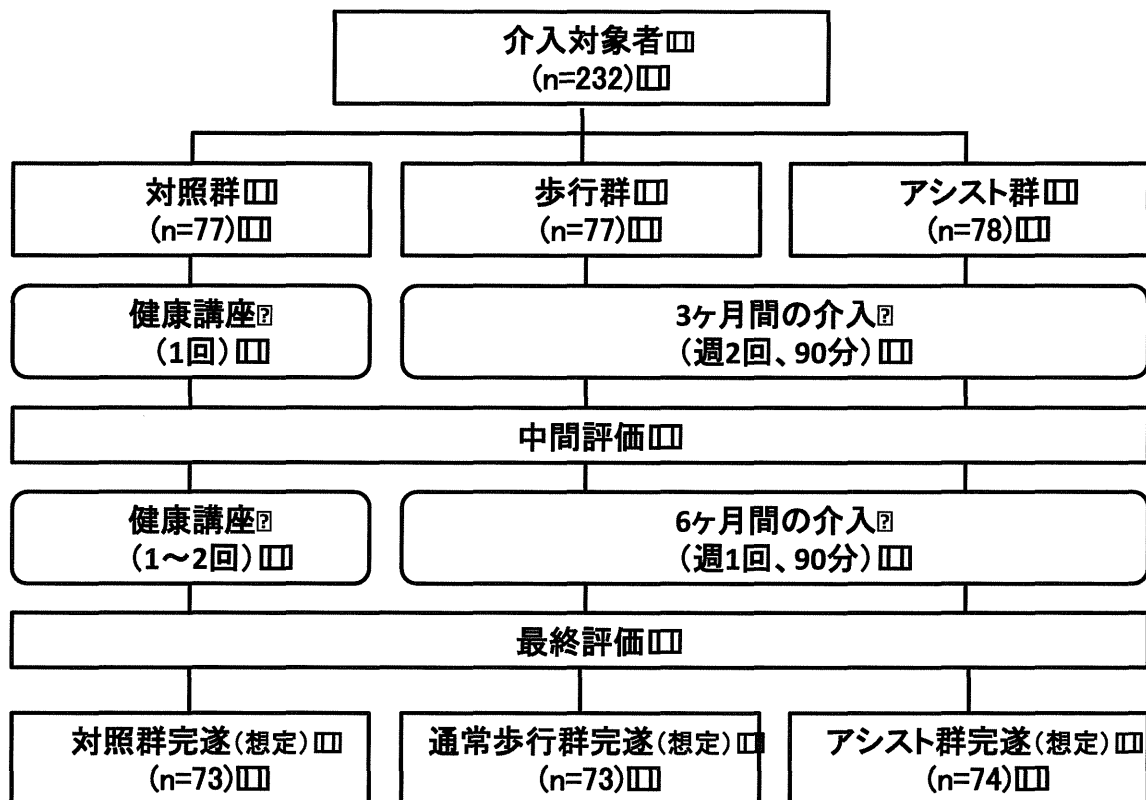 介入対象者
(n=232)
対照群
(n=77)
歩行群
(n=77)
アシスト群
(n=78)
健康講座
(1回)
3ヶ月間の介入
(週2回、90分)
中間評価
健康講座
(1～2回)
6ヶ月間の介入
(週1回、90分)
最終評価
対照群完遂(想定)
(n=73)
通常歩行群完遂(想定)
(n=73)
アシスト群完遂(想定)
(n=74)